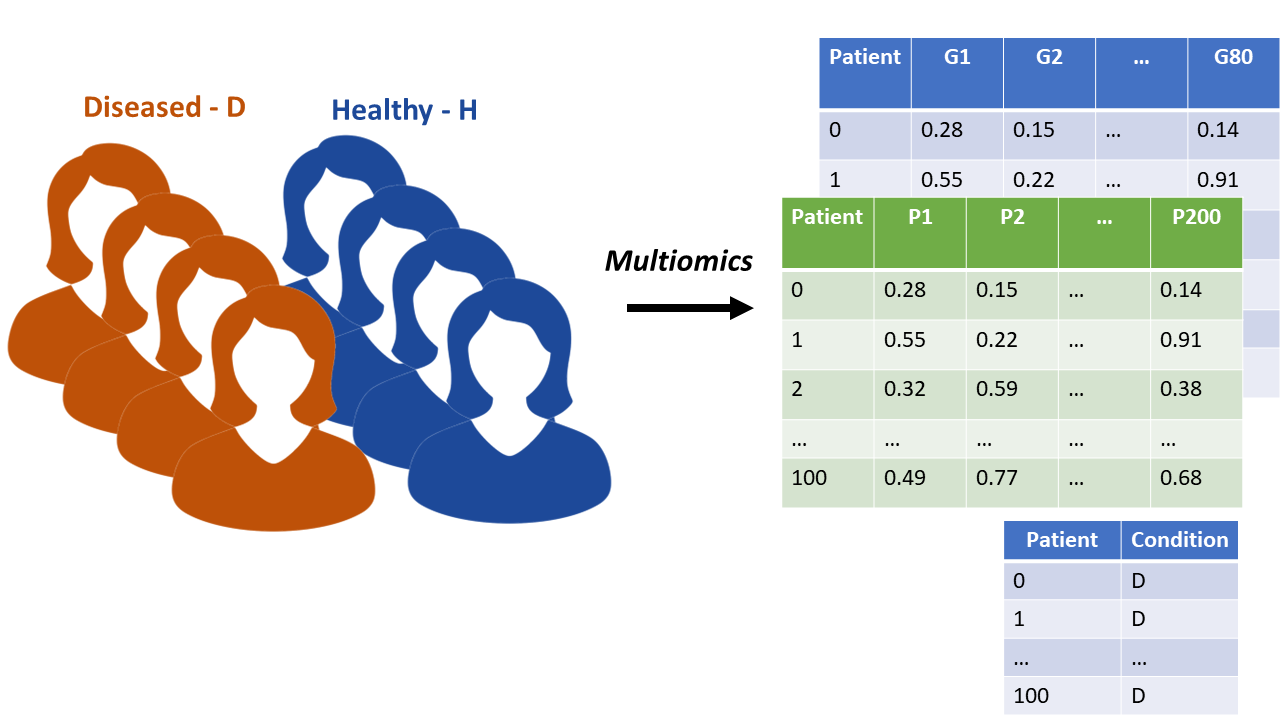 Diseased - D
Healthy - H
Multiomics
Patient G1 G2 … G80
0 0.28 0.15 … 0.14
1 0.55 0.22 … 0.91
Patient P1 P2 … P200
0 0.28 0.15 … 0.14
1 0.55 0.22 … 0.91
2 0.32 0.59 … 0.38
… … … … …
100 0.49 0.77 … 0.68
Patient Condition
0 D
1 D
… …
100 D